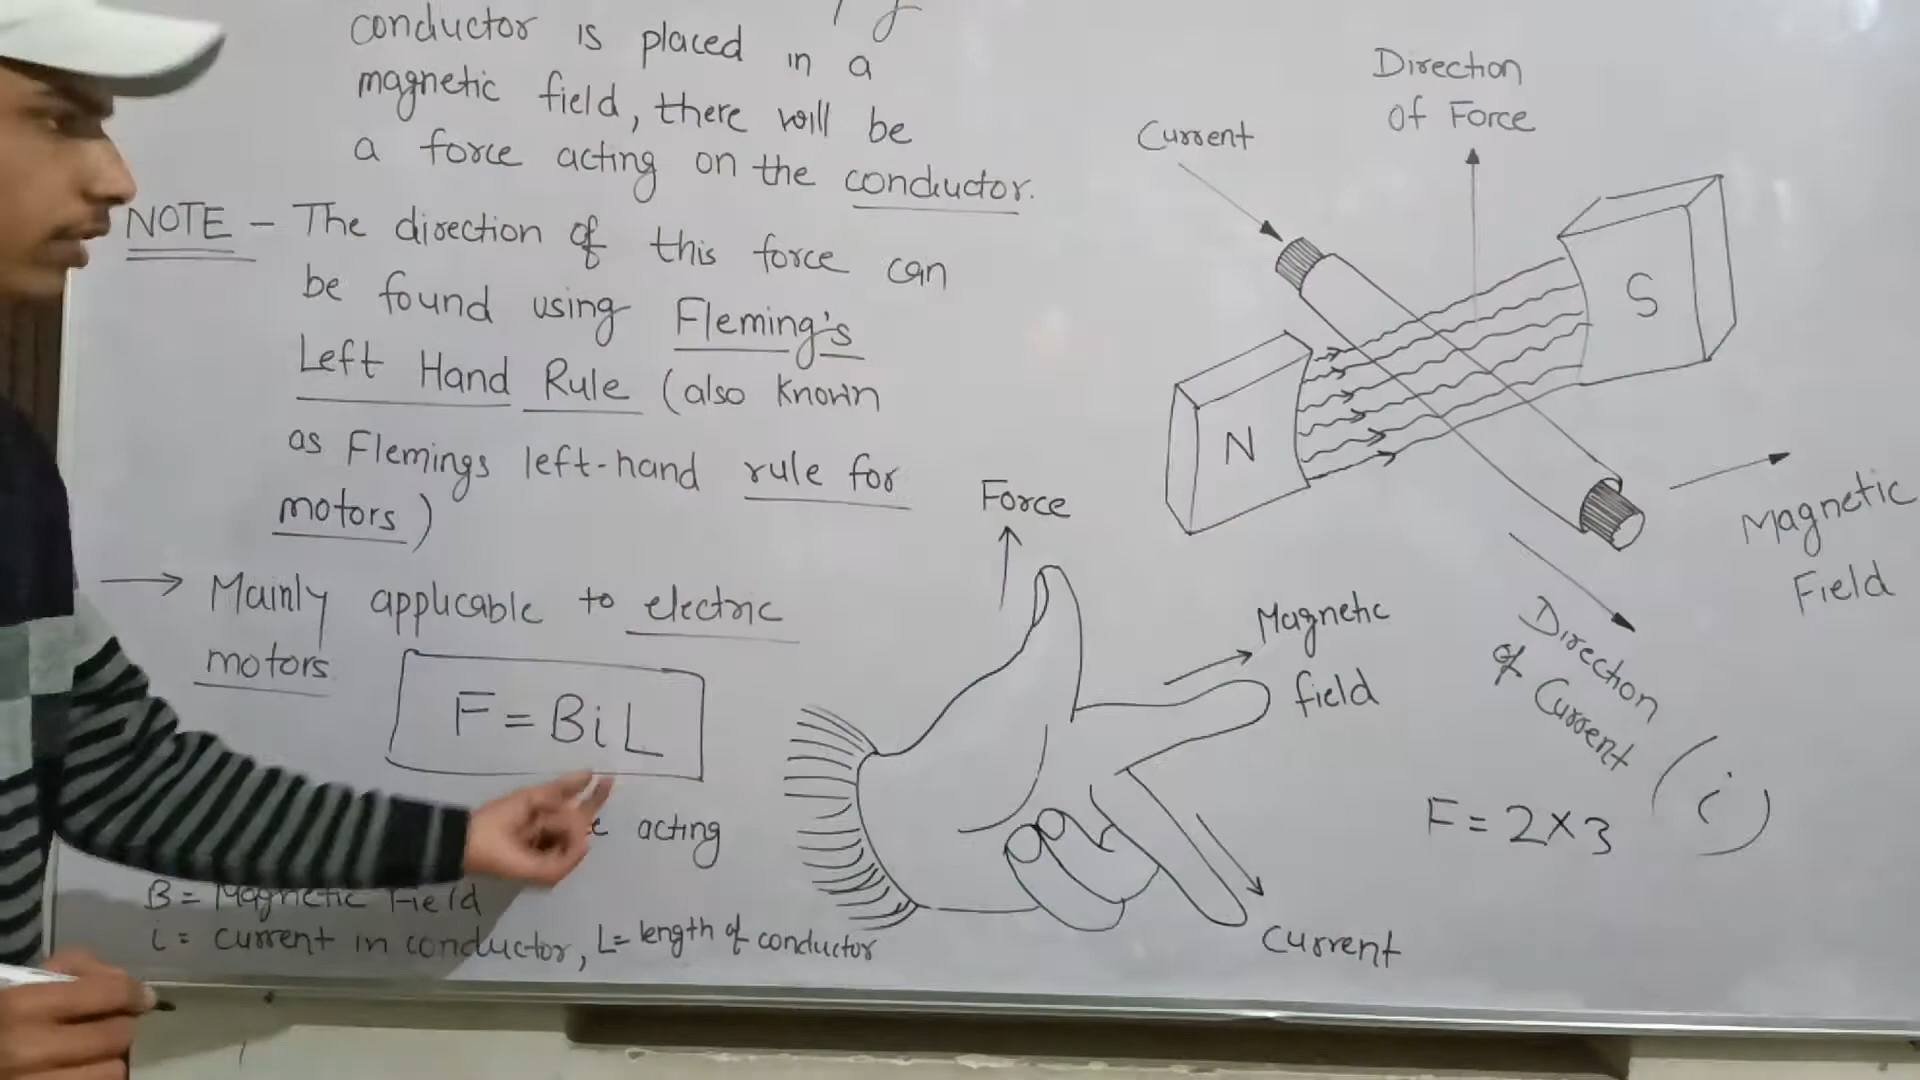 conductor is placed in a
magnetic field, there will be
a force acting on the conductor.
NOTE - The direction of this force can
be found using Fleming's
Left Hand Rule (also known
as Flemings left-hand rule for
motors)
→ Mainly applicable to electric
motors
F = BiL
acting
B = Magnetic Field
i = current in conductor, L = length of conductor
Direction
of Force
Current
N
S
Magnetic
Field
Direction
of Current
(i)
Force
Magnetic
field
Current
F = 2×3